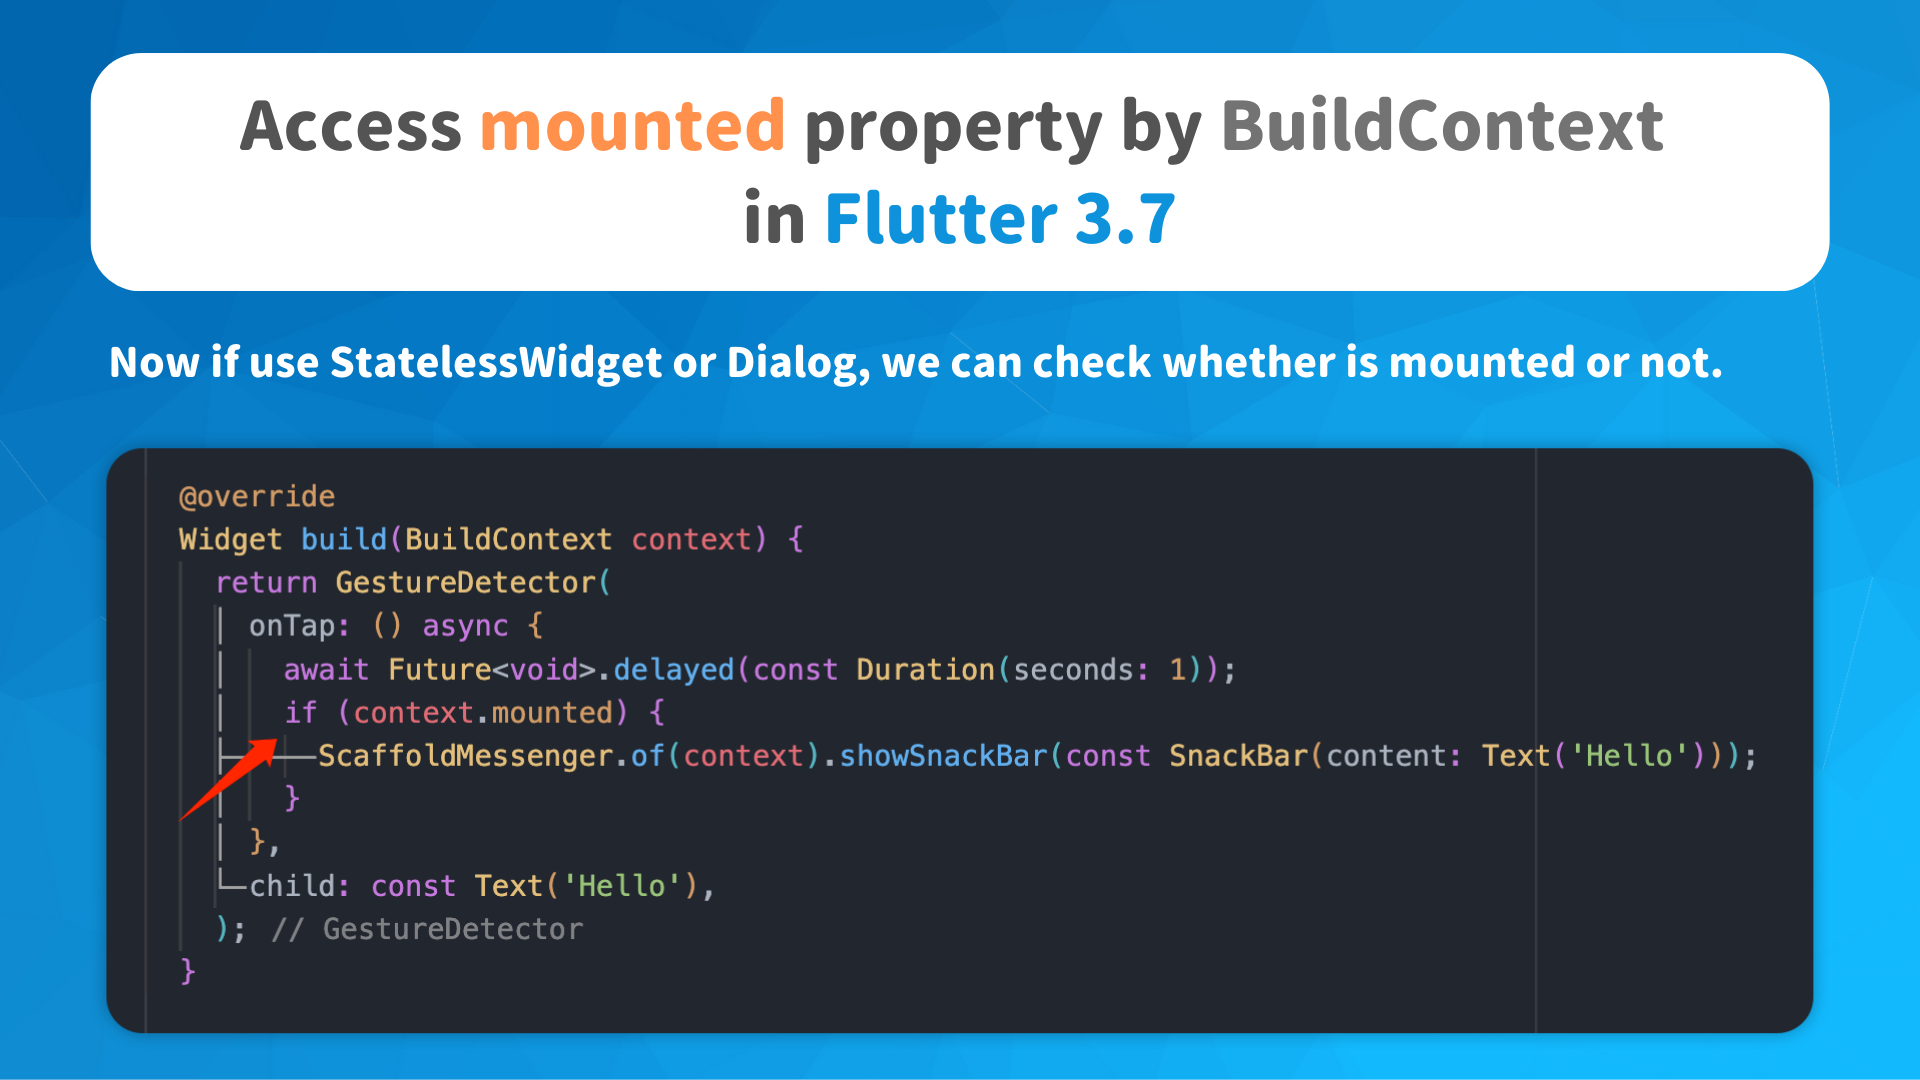 Access mounted property by BuildContext
in Flutter 3.7
Now if use StatelessWidget or Dialog, we can check whether is mounted or not.
@override
Widget build(BuildContext context) {
return GestureDetector(
onTap: () async {
await Future<void>.delayed(const Duration(seconds: 1));
if (context.mounted) {
ScaffoldMessenger.of(context).showSnackBar(const SnackBar(content: Text('Hello')));
}
},
child: const Text('Hello'),
); // GestureDetector
}